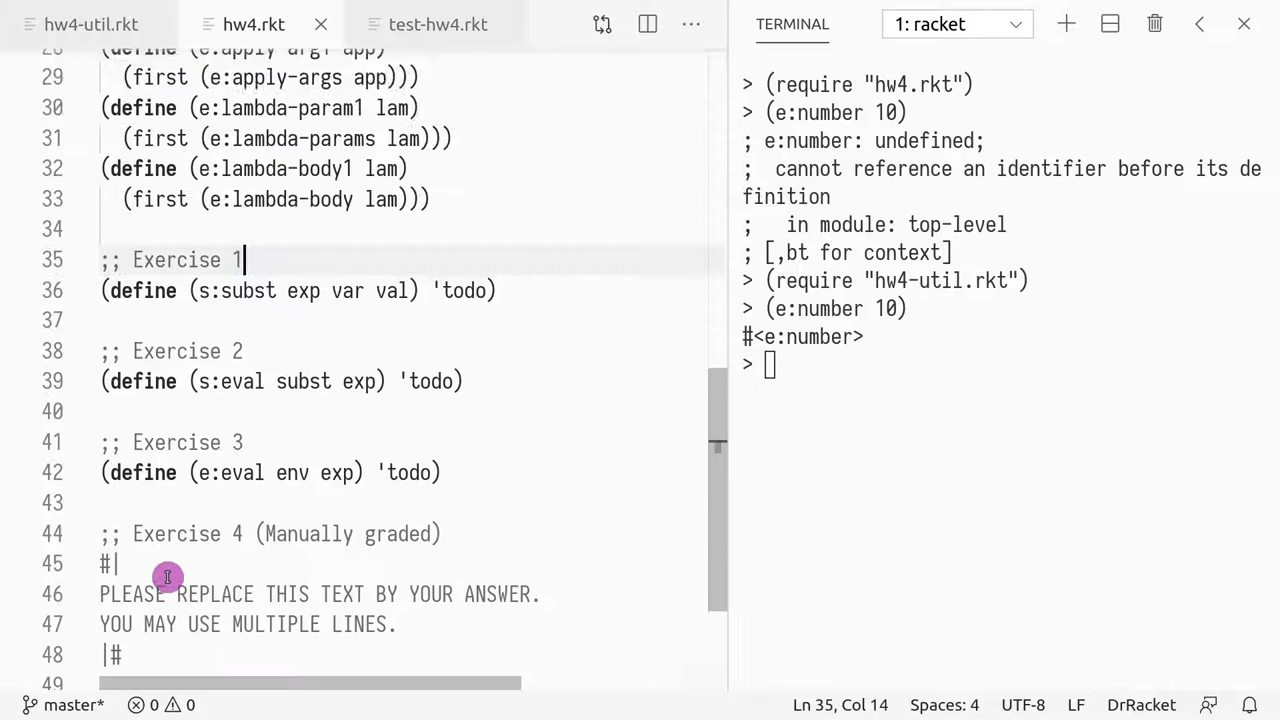 hw4-util.rkt
hw4.rkt
test-hw4.rkt
28 (define (e:apply-arg1 app)
29 (first (e:apply-args app)))
30 (define (e:lambda-param1 lam)
31 (first (e:lambda-params lam)))
32 (define (e:lambda-body1 lam)
33 (first (e:lambda-body lam)))
34
35 ;; Exercise 1
36 (define (s:subst exp var val) 'todo)
37
38 ;; Exercise 2
39 (define (s:eval subst exp) 'todo)
40
41 ;; Exercise 3
42 (define (e:eval env exp) 'todo)
43
44 ;; Exercise 4 (Manually graded)
45 #|
46 PLEASE REPLACE THIS TEXT BY YOUR ANSWER.
47 YOU MAY USE MULTIPLE LINES.
48 |#
49
TERMINAL
1: racket
> (require "hw4.rkt")
> (e:number 10)
; e:number: undefined;
;  cannot reference an identifier before its de
finition
;   in module: top-level
; [,bt for context]
> (require "hw4-util.rkt")
> (e:number 10)
#<e:number>
>
master*
0
0
Ln 35, Col 14
Spaces: 4
UTF-8
LF
DrRacket